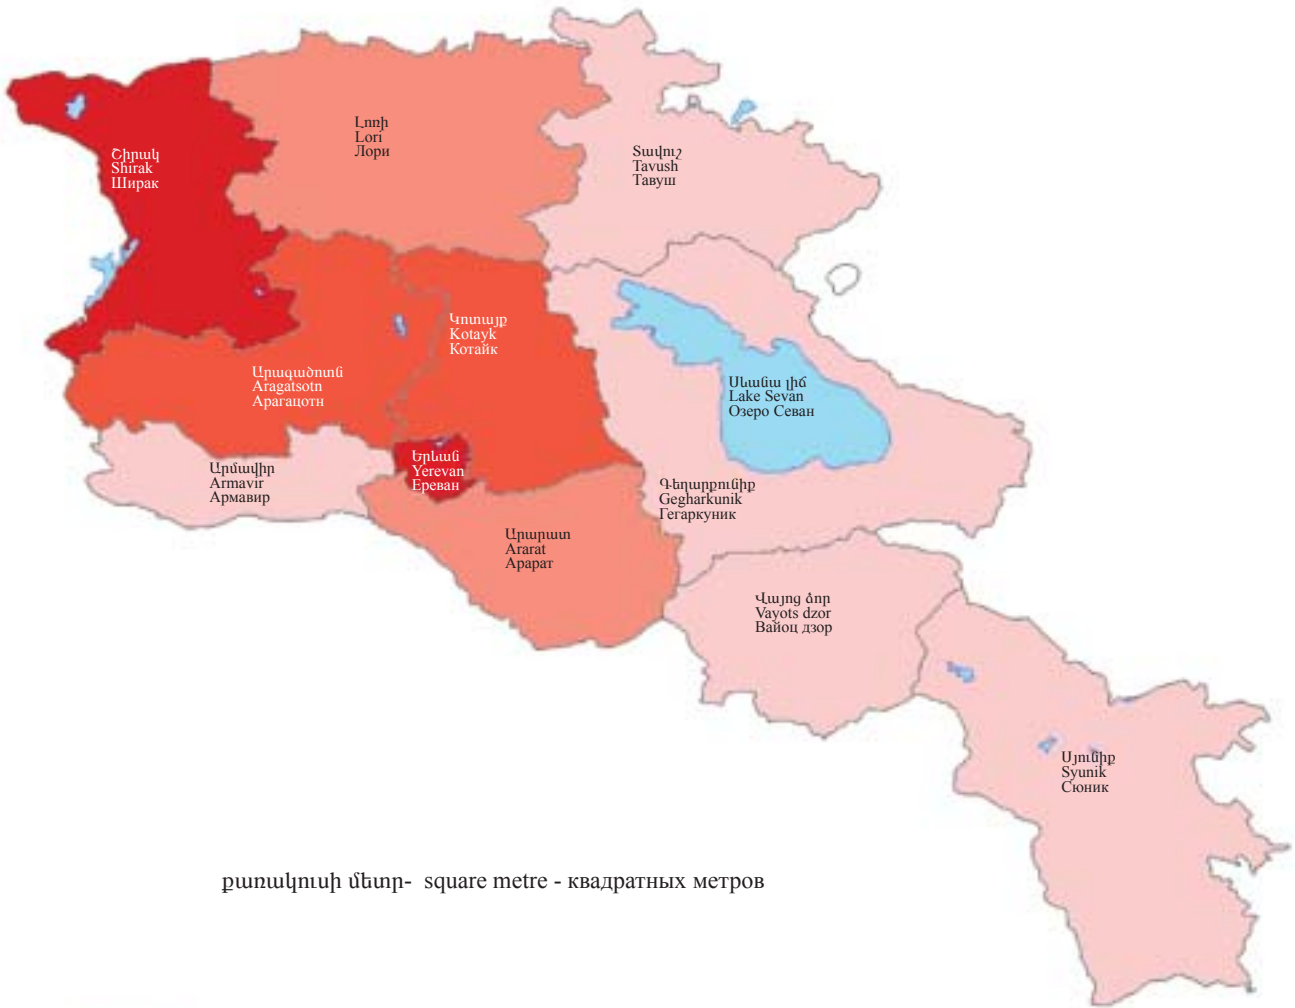 Լոռի
Lori
Лори
Շիրակ
Shirak
Ширак
Տավուշ
Tavush
Тавуш
Կոտայք
Kotayk
Котайк
Արագածոտն
Aragatsotn
Арагацотн
Սևանա լիճ
Lake Sevan
Озеро Севан
Երևան
Yerevan
Ереван
Արմավիր
Armavir
Армавир
Գեղարքունիք
Gegharkunik
Гегаркуник
Արարատ
Ararat
Арарат
Վայոց ձոր
Vayots dzor
Вайоц дзор
Սյունիք
Syunik
Сюник
քառակուսի մետր- square metre - квадратных метров